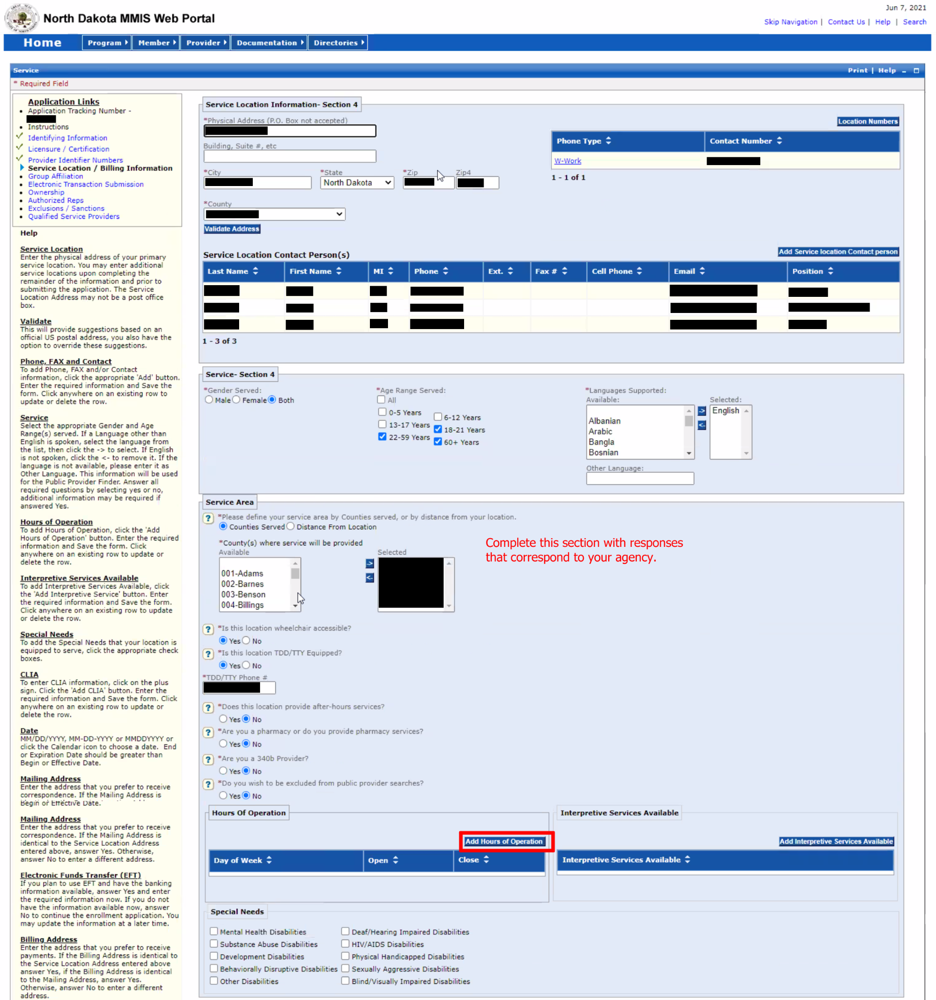 Jun 7, 2021
North Dakota MMIS Web Portal
Skip Navigation | Contact Us | Help | Search
Home Program Member Provider Documentation Directories
Service Print | Help
* Required Field
Application Links
Application Tracking Number -
Instructions
Identifying Information
Licensure / Certification
Provider Identifier Numbers
Service Location / Billing Information
Group Affiliation
Electronic Transaction Submission
Ownership
Authorized Reps
Exclusions / Sanctions
Qualified Service Providers
Help
Service Location
Enter the physical address of your primary
service location. You may enter additional
service locations upon completing the
remainder of the information and prior to
submitting the application. The Service
Location Address may not be a post office
box.
Validate
This will provide suggestions based on an
official US postal address, you also have the
option to override these suggestions.
Phone, FAX and Contact
To add Phone, FAX and/or Contact
information, click the appropriate 'Add' button.
Enter the required information and Save the
form. Click anywhere on an existing row to
update or delete the row.
Service
Select the appropriate Gender and Age
Range(s) served. If a Language other than
English is spoken, select the language from
the list, then click the -> to select. If English
is not spoken, click the <- to remove it. If the
language is not available, please enter it as
Other Language. This information will be used
for the Public Provider Finder. Answer all
required questions by selecting yes or no,
additional information may be required if
answered Yes.
Hours of Operation
To add Hours of Operation, click the 'Add
Hours of Operation' button. Enter the required
information and Save the form. Click
anywhere on an existing row to update or
delete the row.
Interpretive Services Available
To add Interpretive Services Available, click
the 'Add Interpretive Service' button. Enter
the required information and Save the form.
Click anywhere on an existing row to update
or delete the row.
Special Needs
To add the Special Needs that your location is
equipped to serve, click the appropriate check
boxes.
CLIA
To enter CLIA information, click on the plus
sign. Click the 'Add CLIA' button. Enter the
required information and Save the form. Click
anywhere on an existing row to update or
delete the row.
Date
MM/DD/YYYY, MM-DD-YYYY or MMDDYYYY or
click the Calendar icon to choose a date. End
or Expiration Date should be greater than
Begin or Effective Date.
Mailing Address
Enter the address that you prefer to receive
correspondence. If the Mailing Address is
Begin or Effective Date.
Mailing Address
Enter the address that you prefer to receive
correspondence. If the Mailing Address is
identical to the Service Location Address
entered above, answer Yes. Otherwise,
answer No to enter a different address.
Electronic Funds Transfer (EFT)
If you plan to use EFT and have the banking
information available, answer Yes and enter
the required information now. If you do not
have the information available now, answer
No to continue the enrollment application. You
may update the information at a later time.
Billing Address
Enter the address that you prefer to receive
payments. If the Billing Address is identical to
the Service Location Address entered above
answer Yes, if the Billing Address is identical
to the Mailing Address, answer Yes.
Otherwise, answer No to enter a different
address.
Service Location Information- Section 4
*Physical Address (P.O. Box not accepted)
Building, Suite #, etc
*City *State *Zip Zip4
North Dakota
*County
Validate Address
Location Numbers
Phone Type Contact Number
W-Work
1 - 1 of 1
Add Service location Contact person
Service Location Contact Person(s)
Last Name First Name MI Phone Ext. Fax # Cell Phone Email Position
1 - 3 of 3
Service- Section 4
*Gender Served:
Male Female Both
*Age Range Served:
All
0-5 Years 6-12 Years
13-17 Years 18-21 Years
22-59 Years 60+ Years
*Languages Supported:
Available: Selected:
-> English
Albanian
<-
Arabic
Bangla
Bosnian
Other Language:
Service Area
? *Please define your service area by Counties served, or by distance from your location.
Counties Served Distance From Location
*County(s) where service will be provided
Available Selected
->
001-Adams
<-
002-Barnes
003-Benson
004-Billings
Complete this section with responses
that correspond to your agency.
? *Is this location wheelchair accessible?
Yes No
? *Is this location TDD/TTY Equipped?
Yes No
*TDD/TTY Phone #
? *Does this location provide after-hours services?
Yes No
? *Are you a pharmacy or do you provide pharmacy services?
Yes No
? *Are you a 340b Provider?
Yes No
? *Do you wish to be excluded from public provider searches?
Yes No
Hours Of Operation
Add Hours of Operation
Day of Week Open Close
Interpretive Services Available
Add Interpretive Services Available
Interpretive Services Available
Special Needs
Mental Health Disabilities Deaf/Hearing Impaired Disabilities
Substance Abuse Disabilities HIV/AIDS Disabilities
Development Disabilities Physical Handicapped Disabilities
Behaviorally Disruptive Disabilities Sexually Aggressive Disabilities
Other Disabilities Blind/Visually Impaired Disabilities